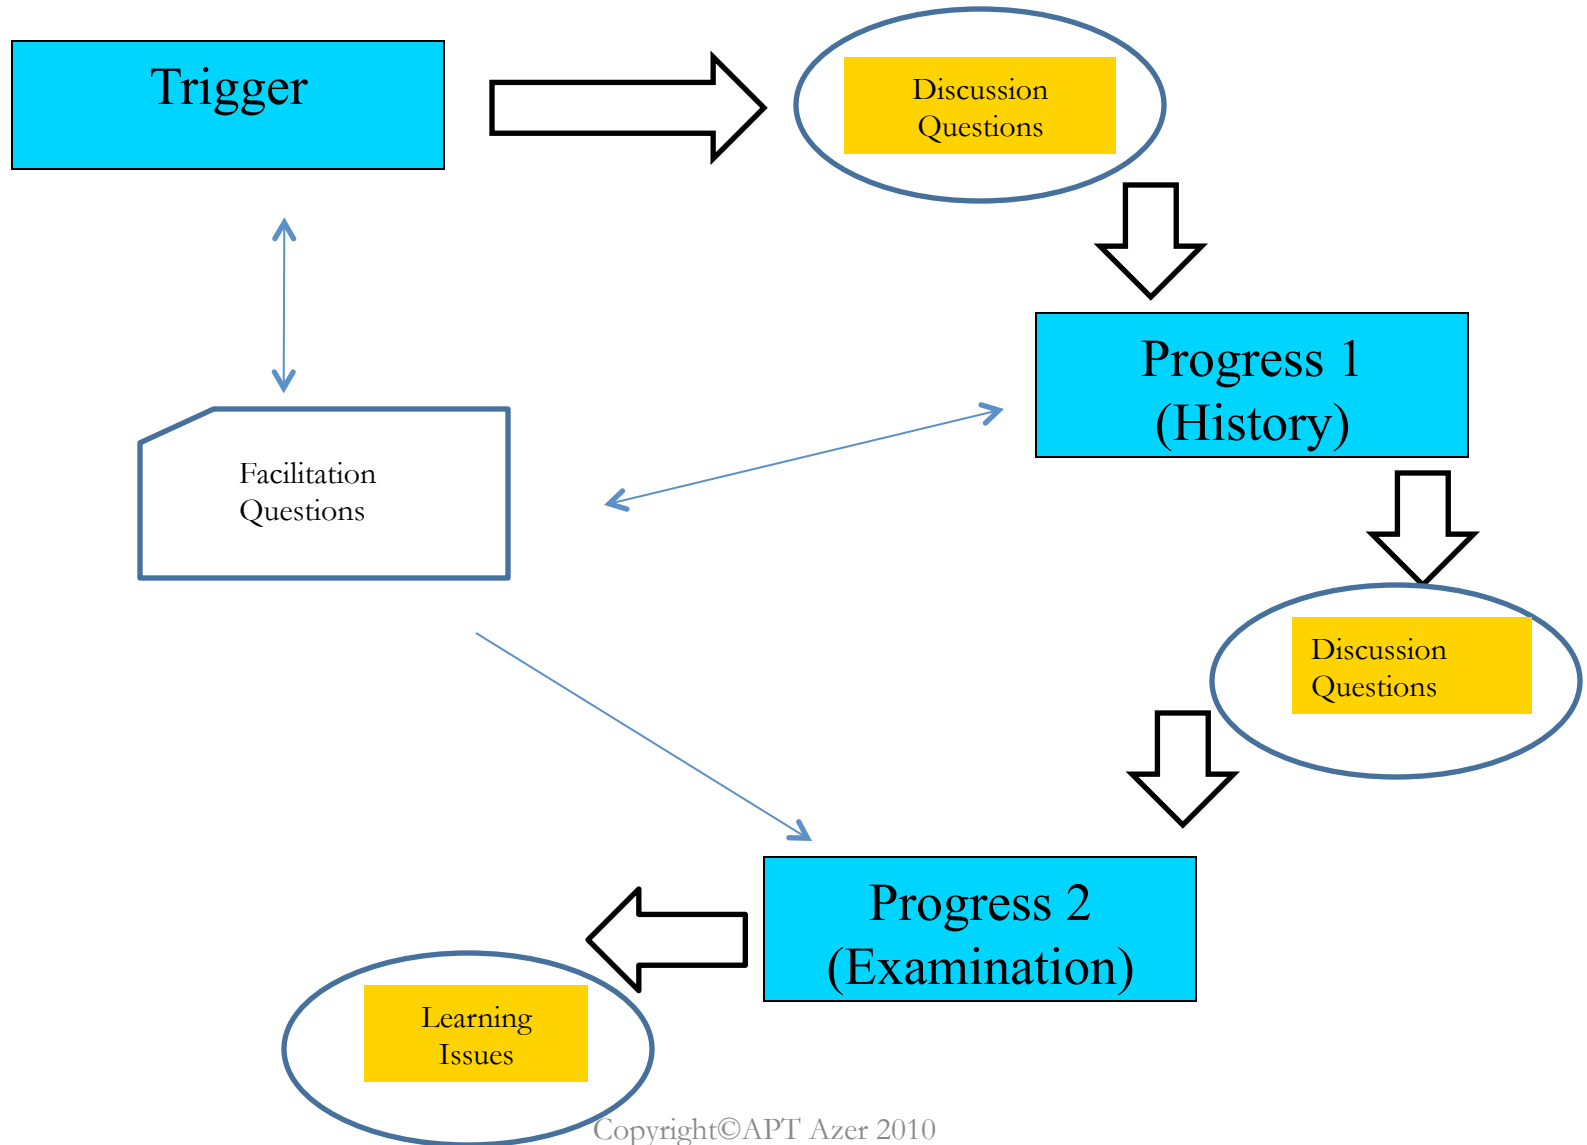 Trigger
Discussion
Questions
Progress 1
(History)
Facilitation
Questions
Discussion
Questions
Progress 2
(Examination)
Learning
Issues
Copyright©APT Azer 2010